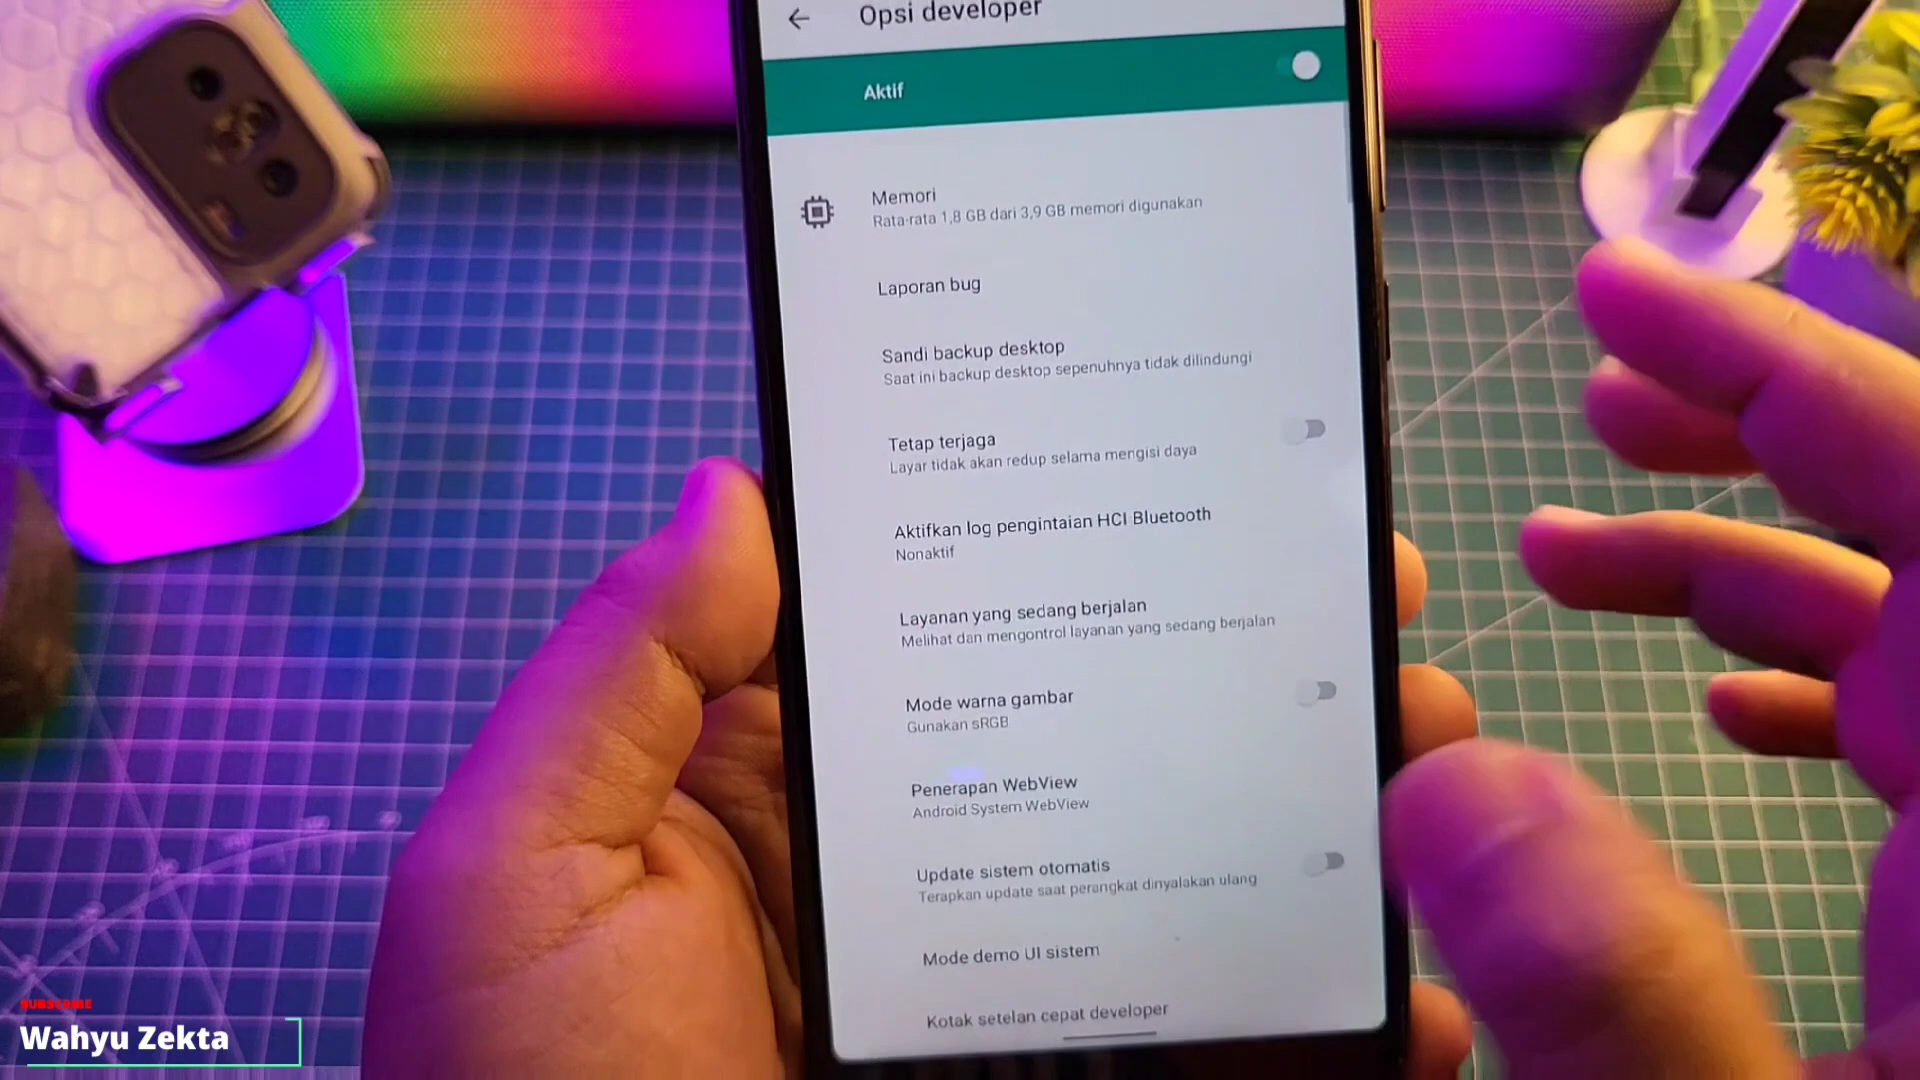 Opsi developer
Aktif
Memori
Rata-rata 1,8 GB dari 3,9 GB memori digunakan
Laporan bug
Sandi backup desktop
Saat ini backup desktop sepenuhnya tidak dilindungi
Tetap terjaga
Layar tidak akan redup selama mengisi daya
Aktifkan log pengintaian HCI Bluetooth
Nonaktif
Layanan yang sedang berjalan
Melihat dan mengontrol layanan yang sedang berjalan
Mode warna gambar
Gunakan sRGB
Penerapan WebView
Android System WebView
Update sistem otomatis
Terapkan update saat perangkat dinyalakan ulang
Mode demo UI sistem
Kotak setelan cepat developer
SUBSCRIBE
Wahyu Zekta